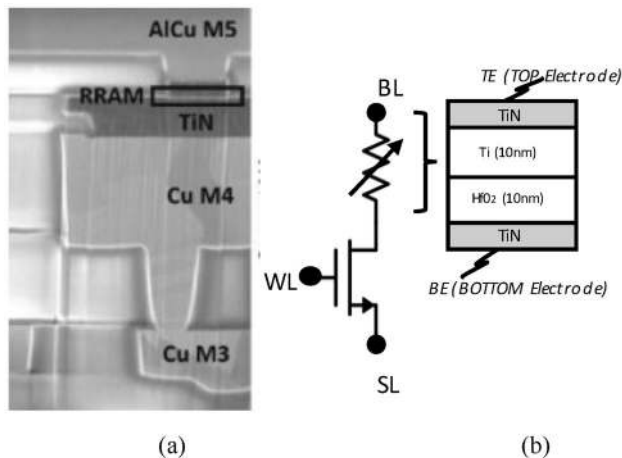 AlCu M5
RRAM
TiN
Cu M4
Cu M3
(a)
BL
WL
SL
TE (TOP Electrode)
TiN
Ti (10nm)
HfO2 (10nm)
TiN
BE (BOTTOM Electrode)
(b)